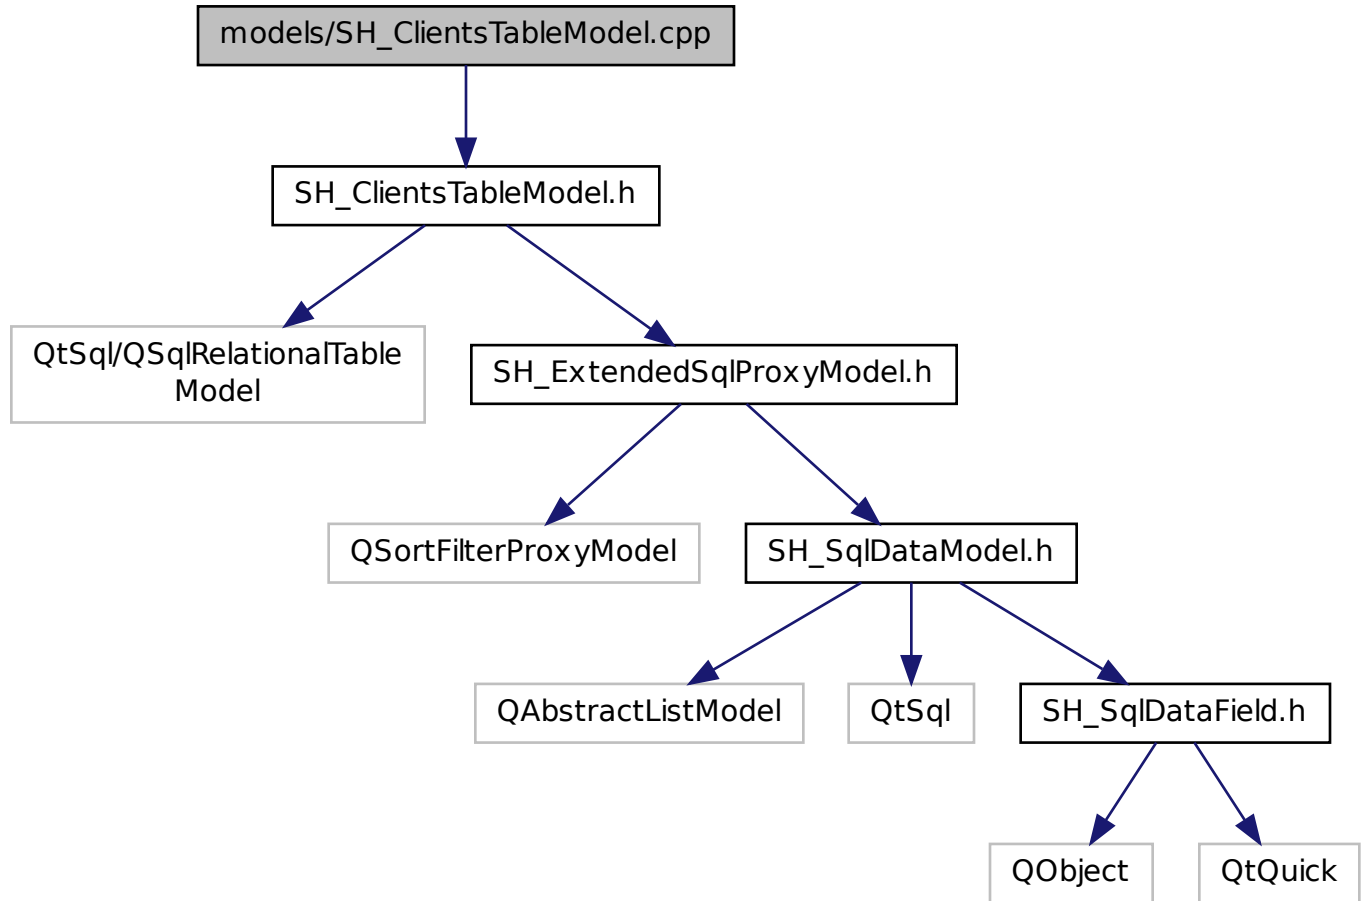 models/SH_ClientsTableModel.cpp
SH_ClientsTableModel.h
QtSql/QSqlRelationalTable
Model
SH_ExtendedSqlProxyModel.h
QSortFilterProxyModel
SH_SqlDataModel.h
QAbstractListModel
QtSql
SH_SqlDataField.h
QObject
QtQuick